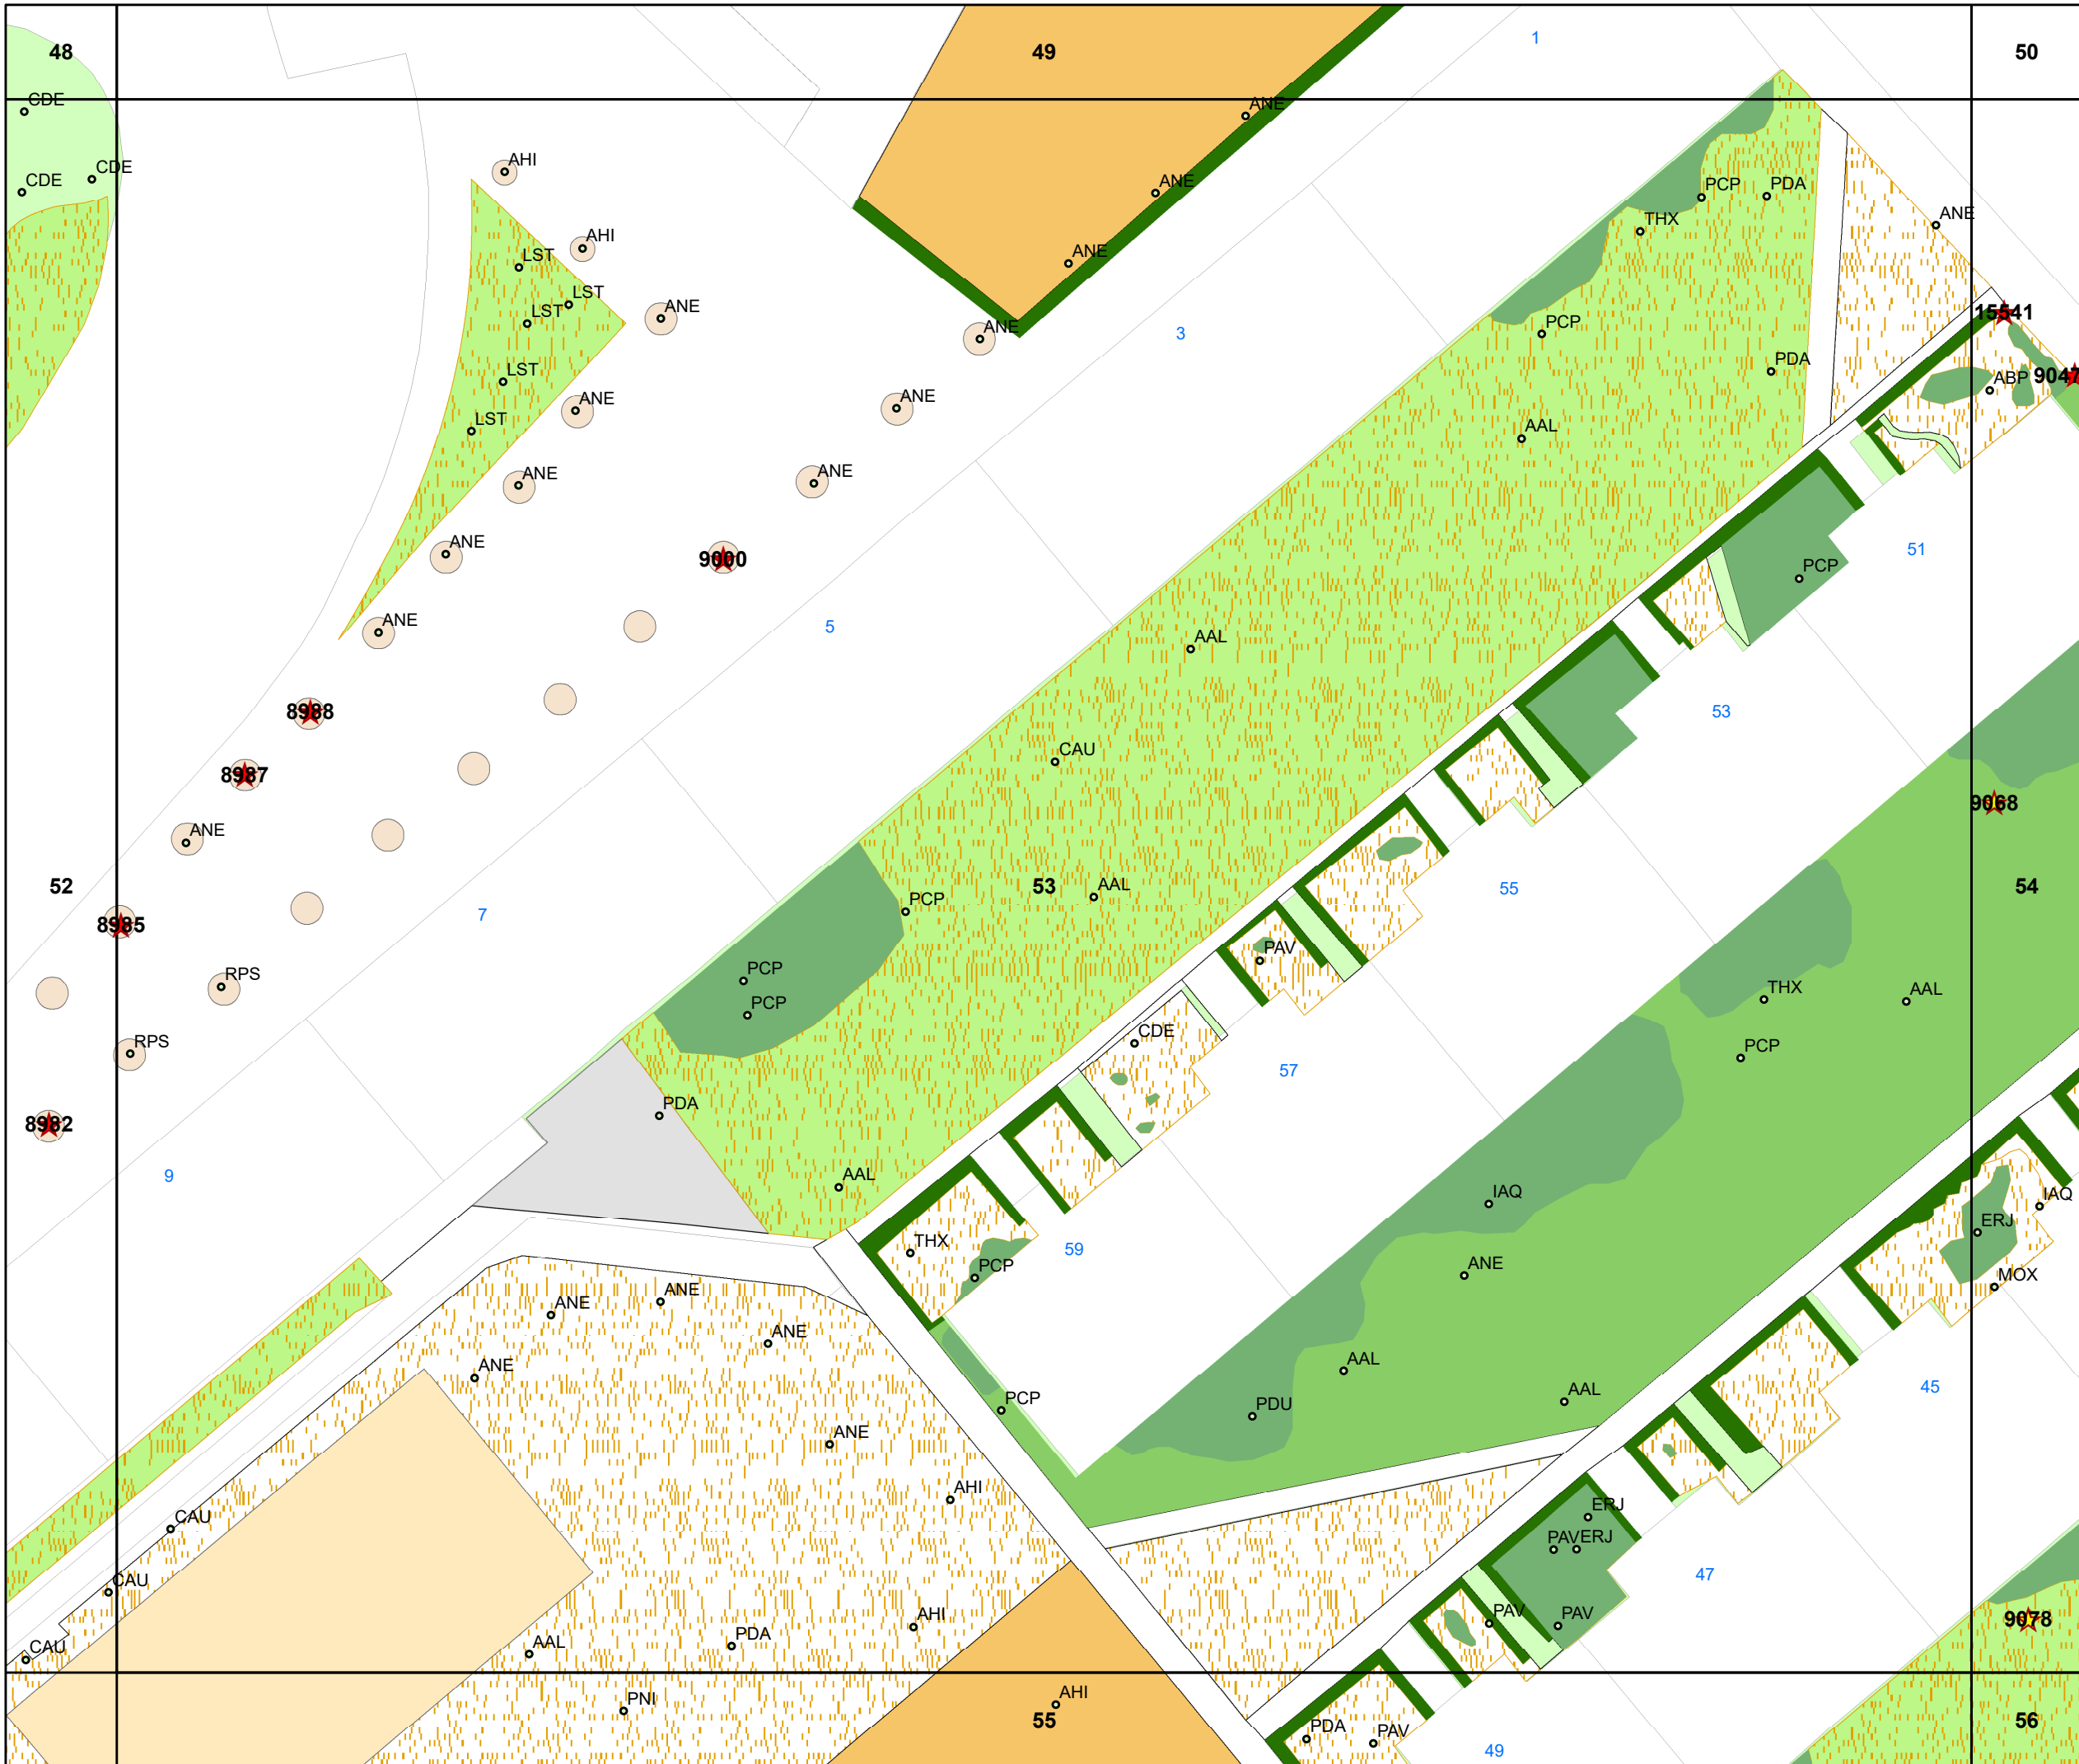 48
49
1
50
CDE
ANE
AHI
CDE
CDE
ANE
PCP
PDA
THX
ANE
AHI
LST
ANE
LST
ANE
LST
15541
ANE
3
PCP
PDA
ABP
9047
LST
ANE
ANE
LST
AAL
ANE
ANE
ANE
9000
51
PCP
ANE
5
AAL
8988
53
CAU
8987
9068
ANE
52
53
AAL
55
54
PCP
7
8985
PAV
PCP
RPS
THX
AAL
PCP
CDE
RPS
PCP
57
PDA
8982
9
AAL
IAQ
IAQ
ERJ
THX
59
PCP
ANE
MOX
ANE
ANE
ANE
AAL
ANE
PCP
PDU
AAL
45
ANE
AHI
ERJ
CAU
PAV
ERJ
47
CAU
AHI
PAV
PAV
9078
CAU
AAL
PDA
PNI
AHI
55
56
PDA
PAV
49